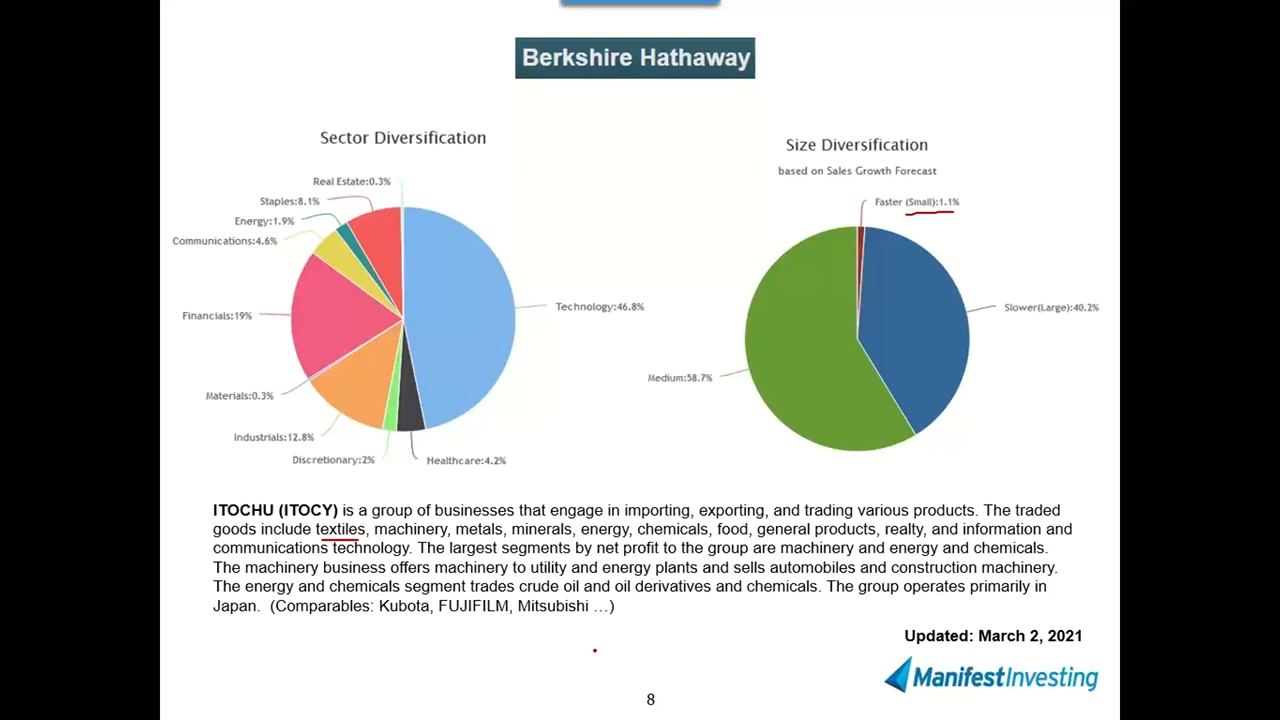 Berkshire Hathaway
Sector Diversification
Real Estate:0.3%
Staples:8.1%
Energy:1.9%
Communications:4.6%
Technology:46.8%
Financials:19%
Materials:0.3%
Industrials:12.8%
Discretionary:2%
Healthcare:4.2%
Size Diversification
based on Sales Growth Forecast
Faster (Small):1.1%
Slower(Large):40.2%
Medium:58.7%
ITOCHU (ITOCY) is a group of businesses that engage in importing, exporting, and trading various products. The traded
goods include textiles, machinery, metals, minerals, energy, chemicals, food, general products, realty, and information and
communications technology. The largest segments by net profit to the group are machinery and energy and chemicals.
The machinery business offers machinery to utility and energy plants and sells automobiles and construction machinery.
The energy and chemicals segment trades crude oil and oil derivatives and chemicals. The group operates primarily in
Japan. (Comparables: Kubota, FUJIFILM, Mitsubishi …)
Updated: March 2, 2021
ManifestInvesting
8